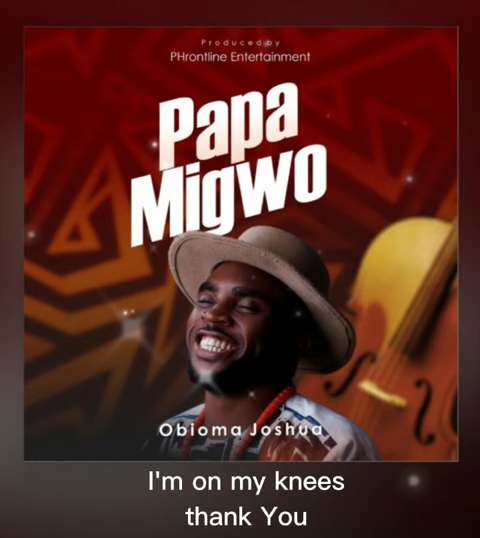 Produced by
PHrontline Entertainment
Papa
Migwo
Obioma Joshua
I'm on my knees
thank You